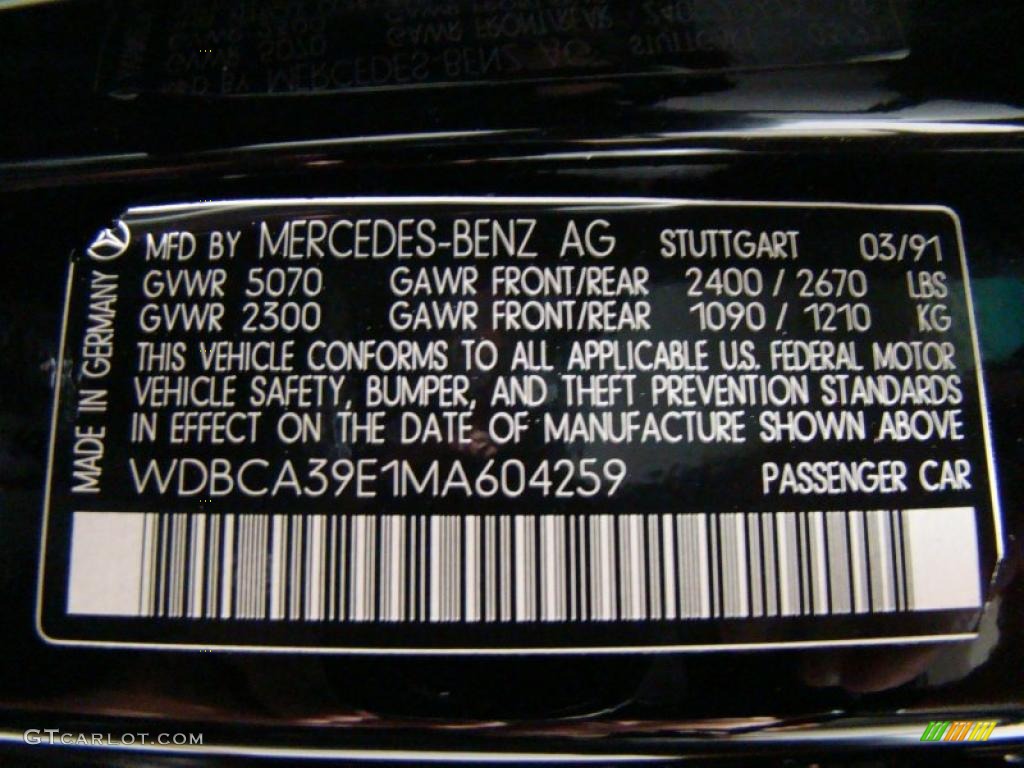 MFD BY MERCEDES-BENZ AG STUTTGART 03/91
GVWR 5070 GAWR FRONT/REAR 2400 / 2670 LBS
GVWR 2300 GAWR FRONT/REAR 1090 / 1210 KG
THIS VEHICLE CONFORMS TO ALL APPLICABLE U.S. FEDERAL MOTOR
VEHICLE SAFETY, BUMPER, AND THEFT PREVENTION STANDARDS
IN EFFECT ON THE DATE OF MANUFACTURE SHOWN ABOVE
WDBCA39E1MA604259 PASSENGER CAR
MADE IN GERMANY
GTCARLOT.COM